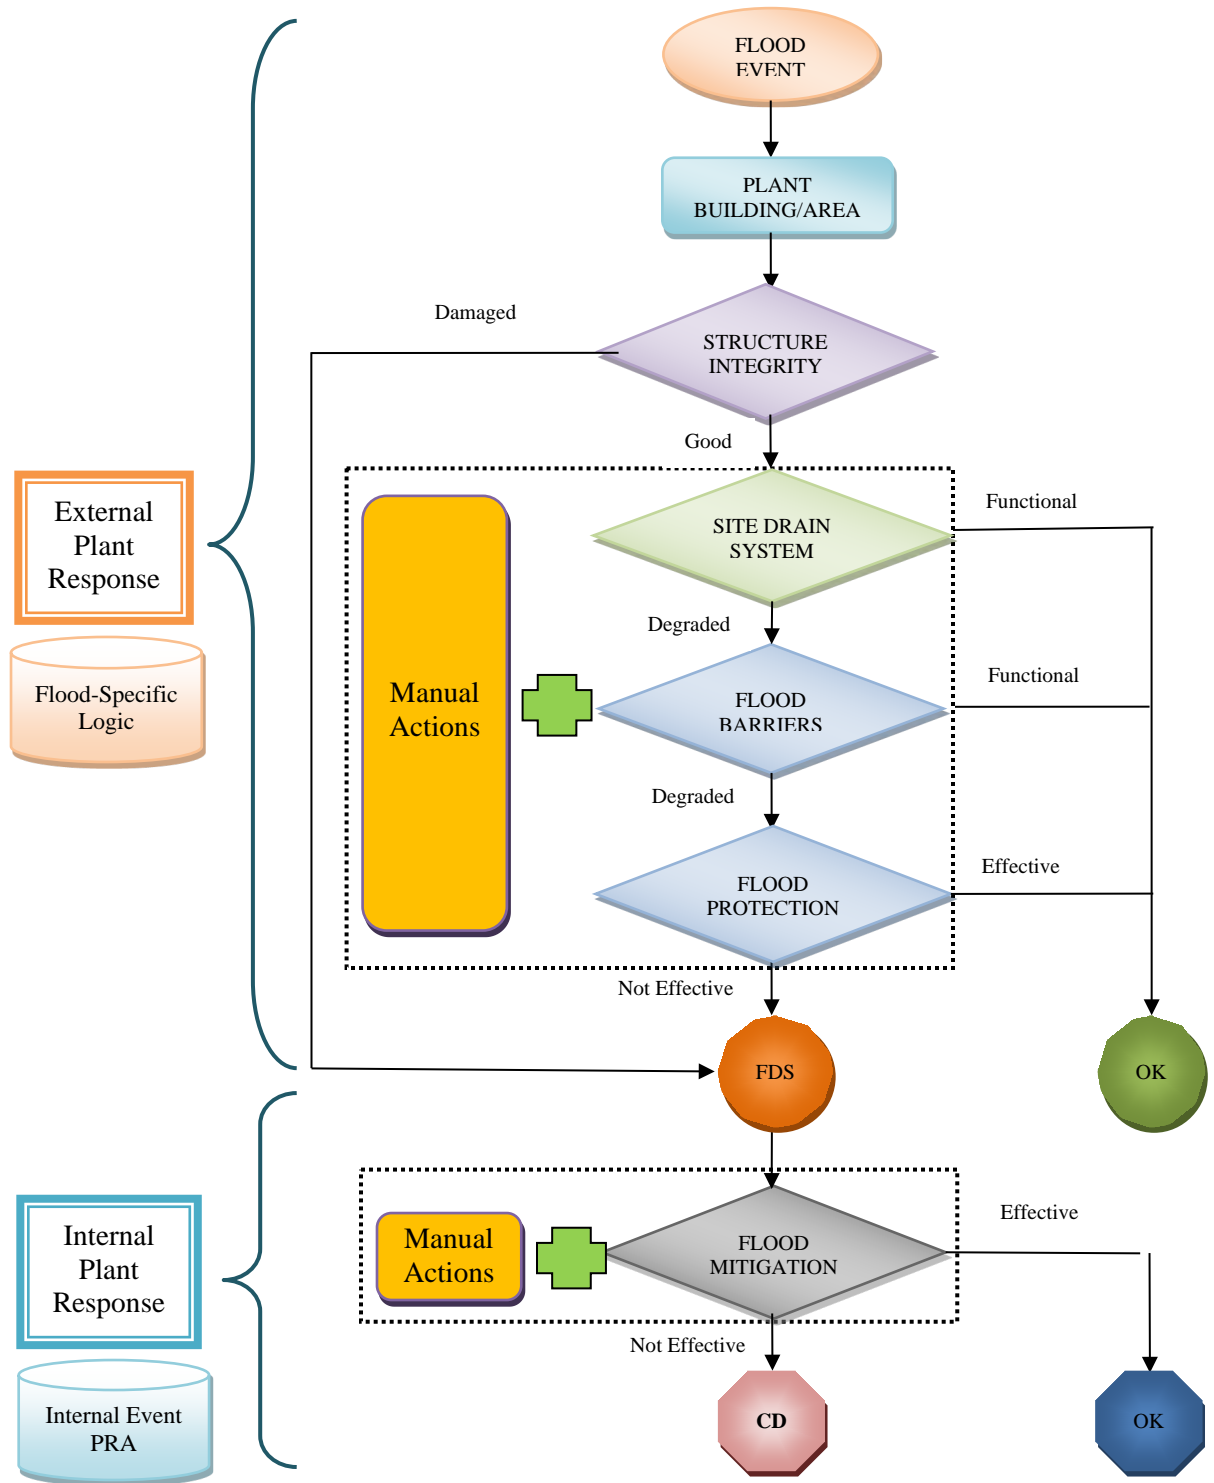 FLOOD
EVENT
PLANT
BUILDING/AREA
Damaged
STRUCTURE
INTEGRITY
Good
Functional
SITE DRAIN
SYSTEM
External
Plant
Response
Degraded
Flood-Specific
Logic
Manual
Actions
FLOOD
BARRIERS
Functional
Degraded
Effective
FLOOD
PROTECTION
Not Effective
FDS
OK
Effective
Manual
Actions
FLOOD
MITIGATION
Internal
Plant
Response
Not Effective
Internal Event
PRA
CD
OK